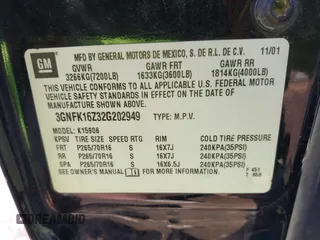 GM
MFD BY GENERAL MOTORS DE MEXICO, S. DE R.L. DE C.V. 11/01
GVWR GAWR FRT GAWR RR
3266KG(7200LB) 1633KG(3600LB) 1814KG(4000LB)
THIS VEHICLE CONFORMS TO ALL APPLICABLE U.S. FEDERAL MOTOR
VEHICLE SAFETY STANDARDS IN EFFECT ON THE DATE OF
MANUFACTURE SHOWN ABOVE.
3GNFK16Z32G202949 TYPE: M.P.V.
MODEL: K15906
KPSV TIRE SIZE SPEED RTG RIM COLD TIRE PRESSURE
FRT P265/70R16 S 16X7J 240KPA(35PSI)
RR P265/70R16 S 16X7J 240KPA(35PSI)
SPA P265/70R16 S 16X6.5J 240KPA(35PSI)
SEE OWNER'S MANUAL FOR MORE INFORMATION.